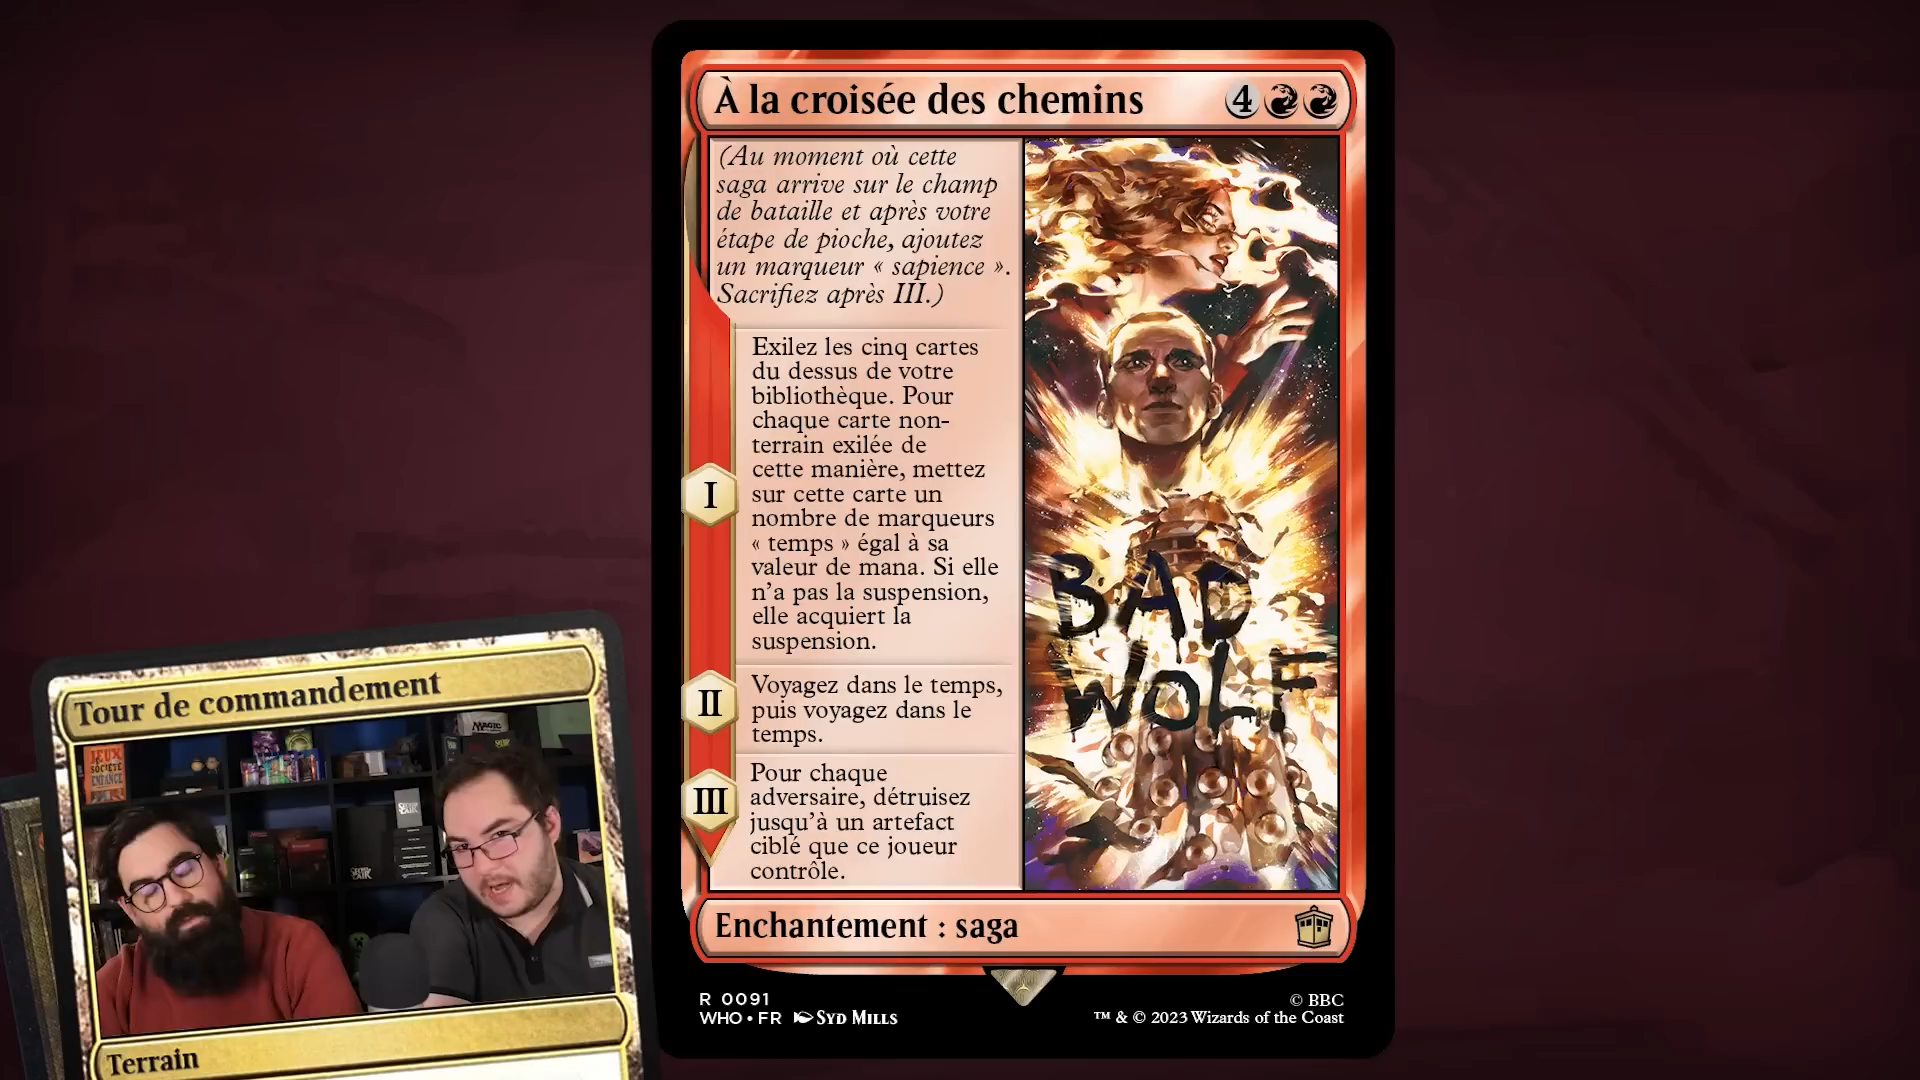 À la croisée des chemins 4
(Au moment où cette
saga arrive sur le champ
de bataille et après votre
étape de pioche, ajoutez
un marqueur « sapience ».
Sacrifiez après III.)
I
Exilez les cinq cartes
du dessus de votre
bibliothèque. Pour
chaque carte non-
terrain exilée de
cette manière, mettez
sur cette carte un
nombre de marqueurs
« temps » égal à sa
valeur de mana. Si elle
n’a pas la suspension,
elle acquiert la
suspension.
II
Voyagez dans le temps,
puis voyagez dans le
temps.
III
Pour chaque
adversaire, détruisez
jusqu’à un artefact
ciblé que ce joueur
contrôle.
BAD
WOLF
Enchantement : saga
R 0091
WHO • FR SYD MILLS
© BBC
™ & © 2023 Wizards of the Coast
Tour de commandement
JEUX
SOCIÉTÉ
ENFANCE
MAGIC
Terrain